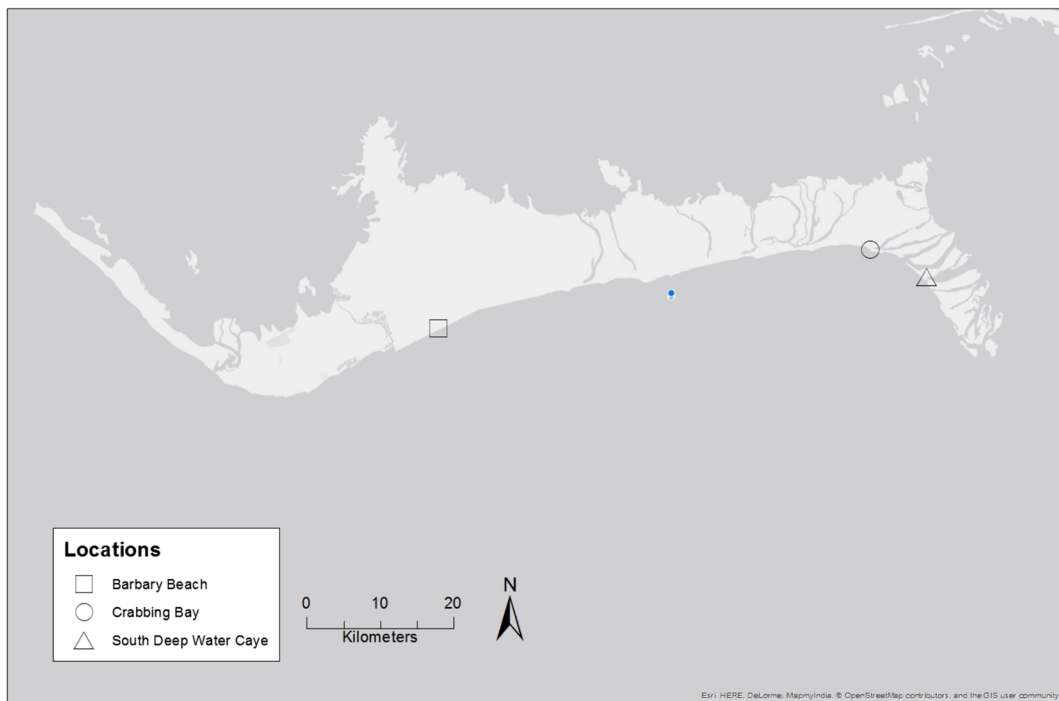 Locations
Barbary Beach
Crabbing Bay
South Deep Water Caye
0 10 20
Kilometers
N
Esri, HERE, DeLorme, MapmyIndia, © OpenStreetMap contributors, and the GIS user community